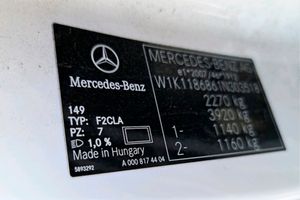 Mercedes-Benz
MERCEDES-BENZ AG
W1K1186861N303518
2270 kg
3920 kg
1- 1140 kg
2- 1160 kg
149
TYP: F2CLA
PZ: 7
1,0 %
Made in Hungary
A 000 817 44 04
5893292